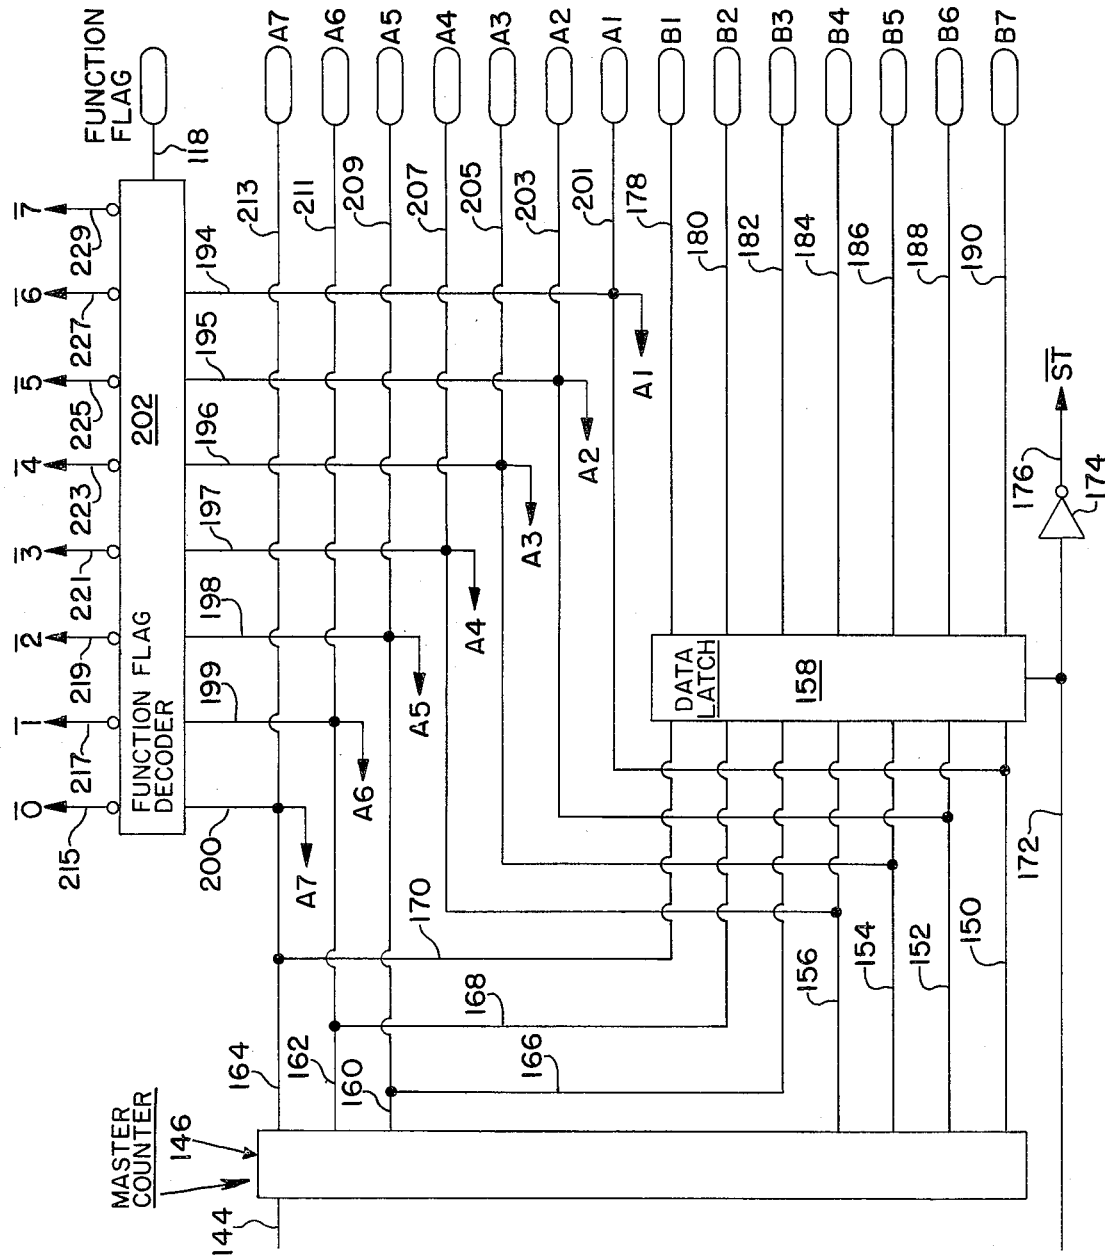 FUNCTION
FLAG
118
A7
A6
A5
A4
A3
A2
A1
B1
B2
B3
B4
B5
B6
B7
213
211
209
207
205
203
201
178
180
182
184
186
188
190
7
6
5
4
3
2
1
0
229
227
225
223
221
219
217
215
FUNCTION FLAG
DECODER
202
194
195
196
197
198
199
200
A1
A2
A3
A4
A5
A6
A7
DATA
LATCH
158
ST
176
174
172
170
168
166
164
162
160
156
154
152
150
MASTER
COUNTER
146
144